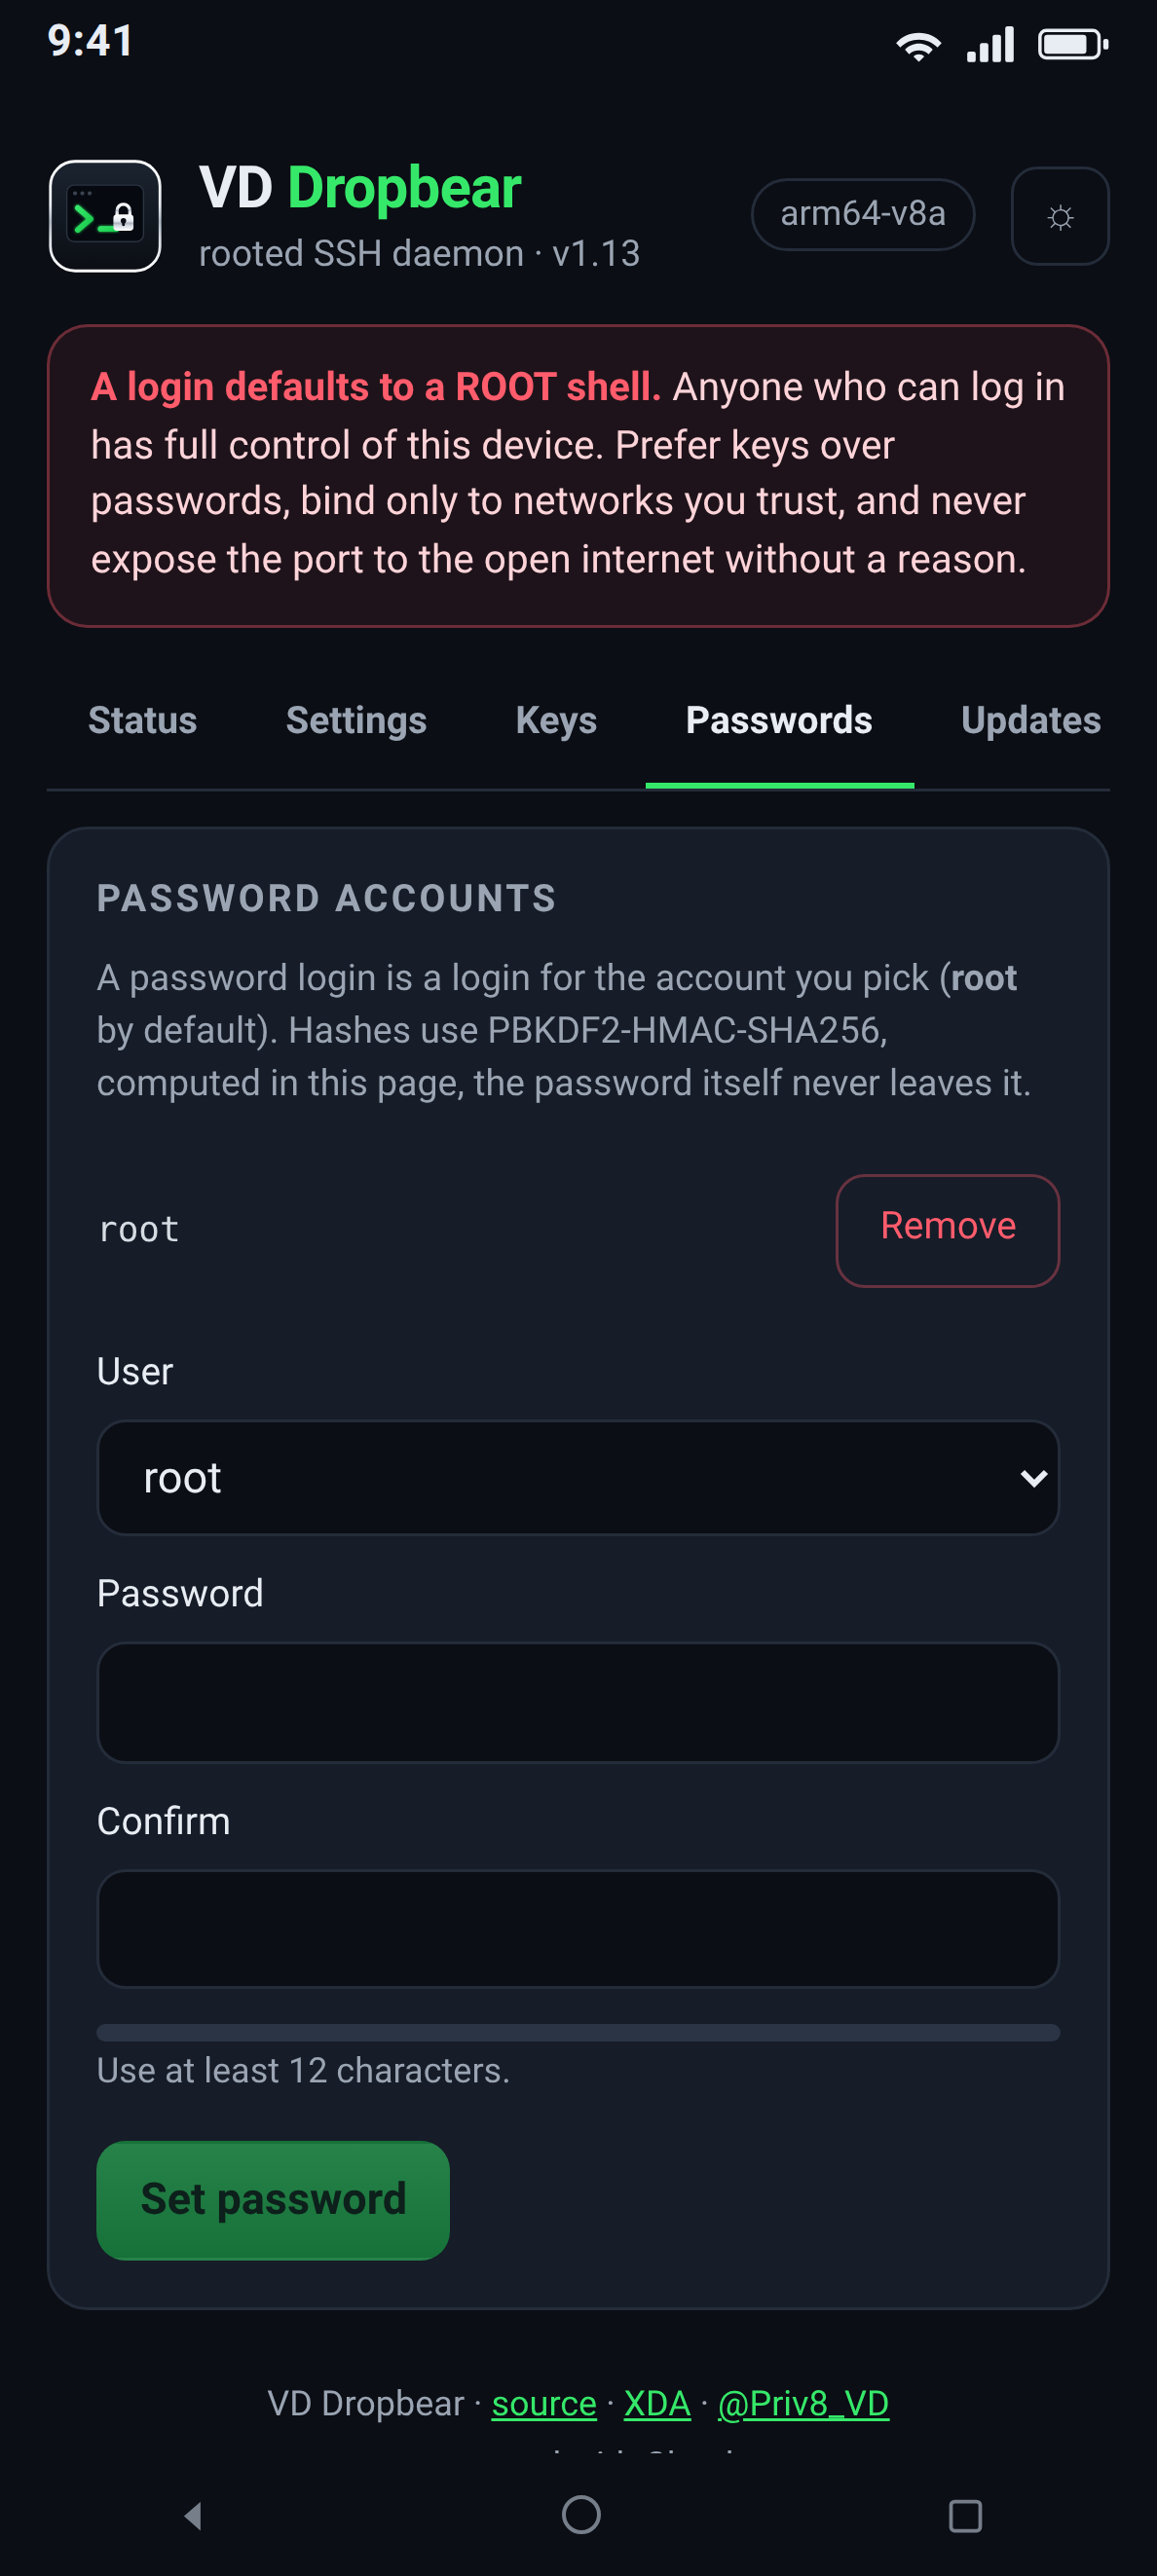 9:41
VD Dropbear
rooted SSH daemon · v1.13
arm64-v8a
A login defaults to a ROOT shell. Anyone who can log in
has full control of this device. Prefer keys over
passwords, bind only to networks you trust, and never
expose the port to the open internet without a reason.
Status Settings Keys Passwords Updates
PASSWORD ACCOUNTS
A password login is a login for the account you pick (root
by default). Hashes use PBKDF2-HMAC-SHA256,
computed in this page, the password itself never leaves it.
root Remove
User
root
Password
Confirm
Use at least 12 characters.
Set password
VD Dropbear · source · XDA · @Priv8_VD